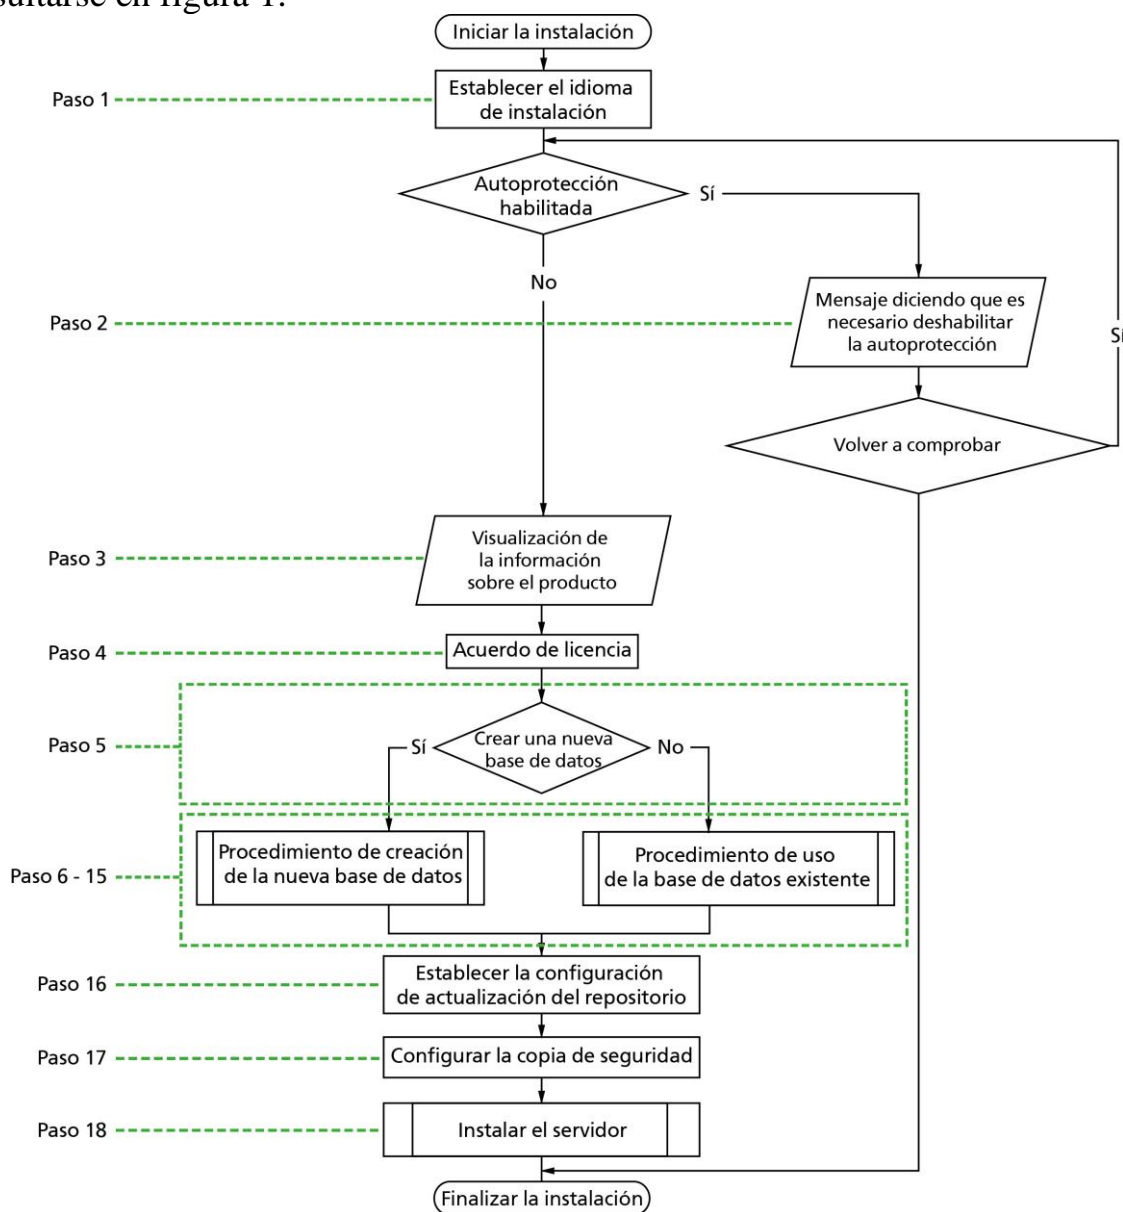 sultarse en figura 1.
Iniciar la instalación
Paso 1
Establecer el idioma
de instalación
Autoprotección
habilitada
Sí
No
Paso 2
Mensaje diciendo que es
necesario deshabilitar
la autoprotección
Sí
Volver a comprobar
Paso 3
Visualización de
la información
sobre el producto
Paso 4
Acuerdo de licencia
Paso 5
Sí
Crear una nueva
base de datos
No
Paso 6 - 15
Procedimiento de creación
de la nueva base de datos
Procedimiento de uso
de la base de datos existente
Paso 16
Establecer la configuración
de actualización del repositorio
Paso 17
Configurar la copia de seguridad
Paso 18
Instalar el servidor
Finalizar la instalación